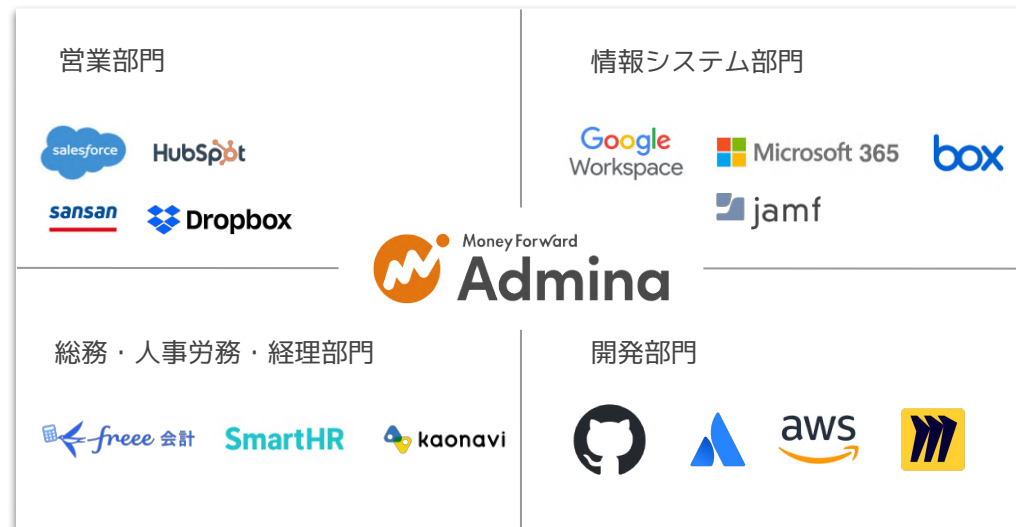 営業部門
salesforce
HubSpot
sansan
Dropbox
情報システム部門
Google
Workspace
Microsoft 365
box
jamf
Money Forward
Admina
総務・人事労務・経理部門
freee 会計
SmartHR
kaonavi
開発部門
aws